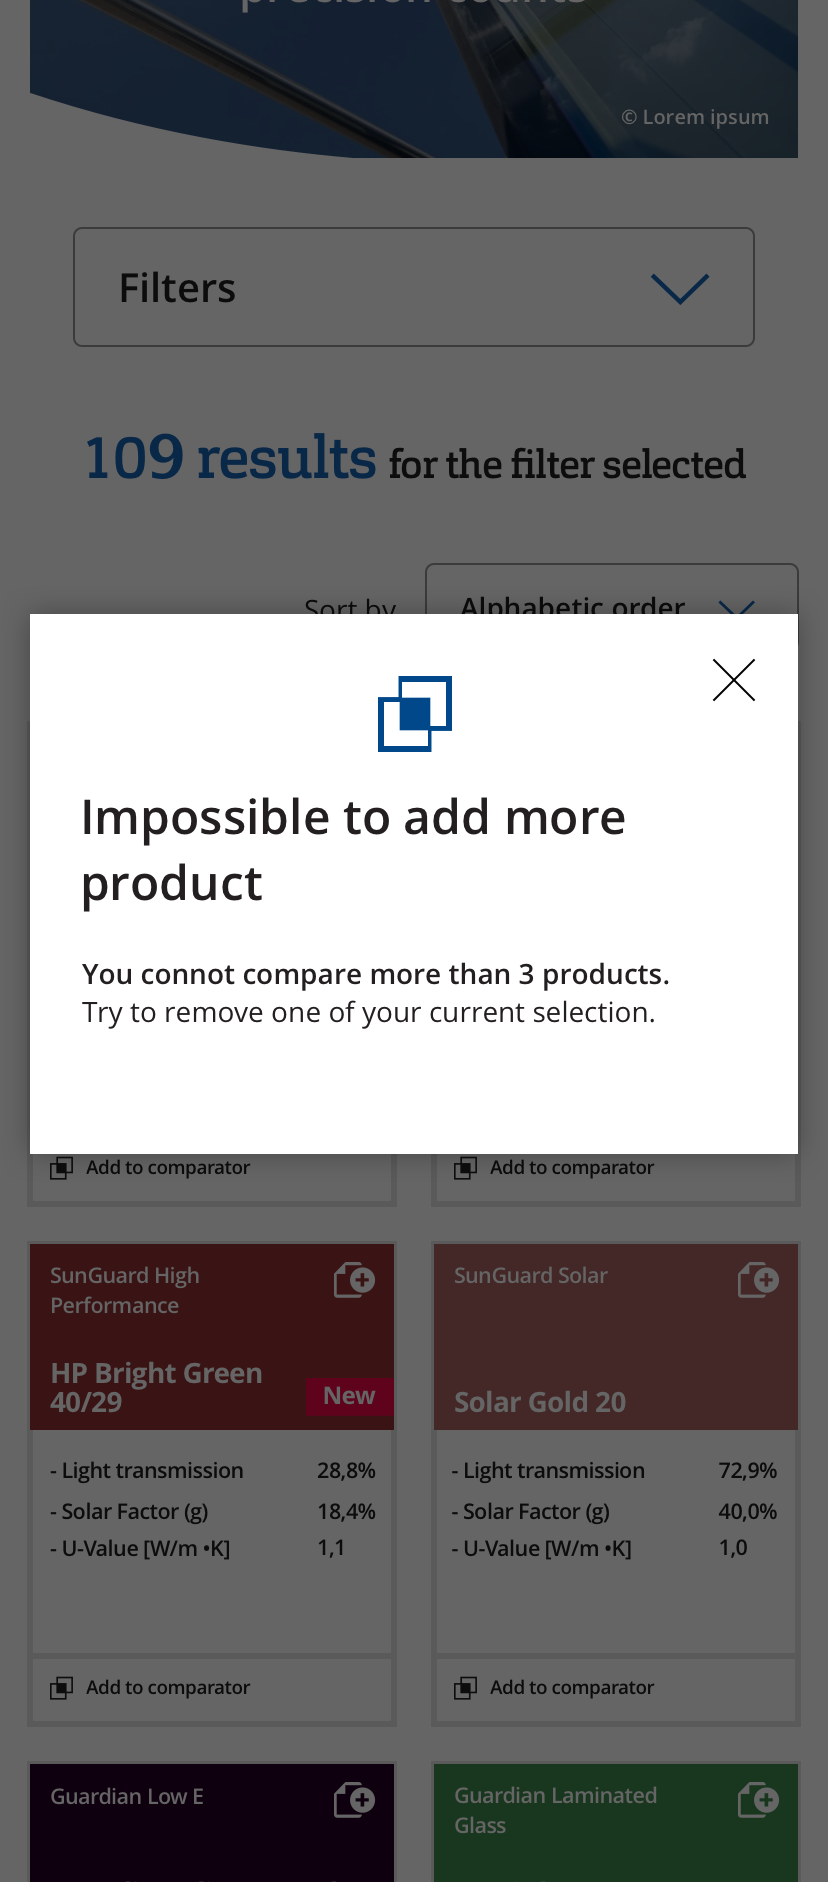 precision counts
© Lorem ipsum
Filters
109 results for the filter selected
Sort by
Alphabetic order
Impossible to add more
product
You connot compare more than 3 products.
Try to remove one of your current selection.
Add to comparator
Add to comparator
SunGuard High
Performance
HP Bright Green
40/29
New
SunGuard Solar
Solar Gold 20
- Light transmission 28,8%
- Solar Factor (g) 18,4%
- U-Value [W/m •K] 1,1
- Light transmission 72,9%
- Solar Factor (g) 40,0%
- U-Value [W/m •K] 1,0
Add to comparator
Add to comparator
Guardian Low E
Guardian Laminated
Glass